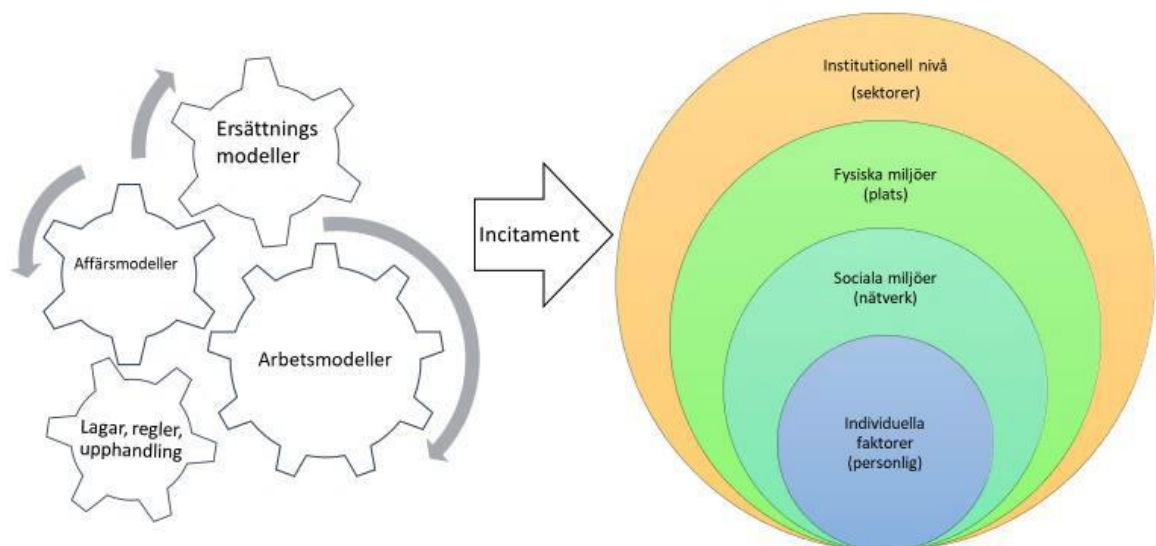 Ersättnings
modeller
Affärsmodeller
Arbetsmodeller
Lagar, regler,
upphandling
Incitament
Institutionell nivå
(sektorer)
Fysiska miljöer
(plats)
Sociala miljöer
(nätverk)
Individuella
faktorer
(personlig)